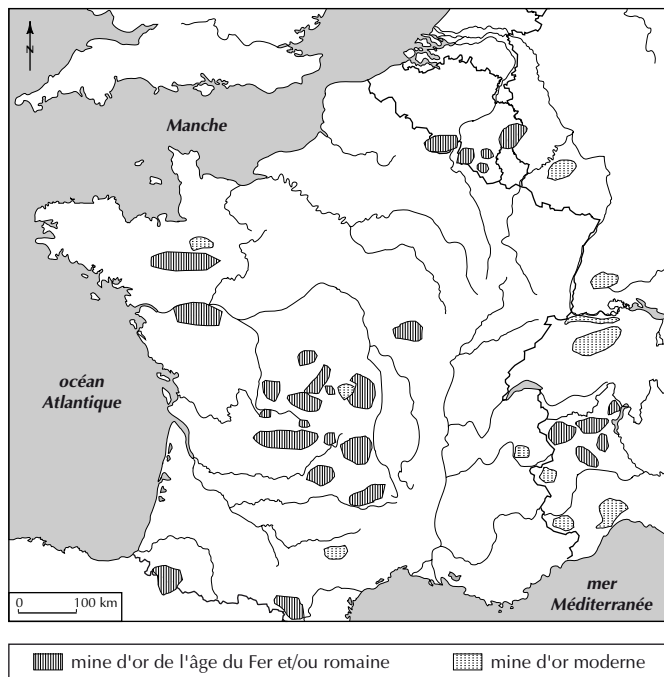 N
Manche
océan
Atlantique
mer
Méditerranée
0 100 km
mine d'or de l'âge du Fer et/ou romaine
mine d'or moderne